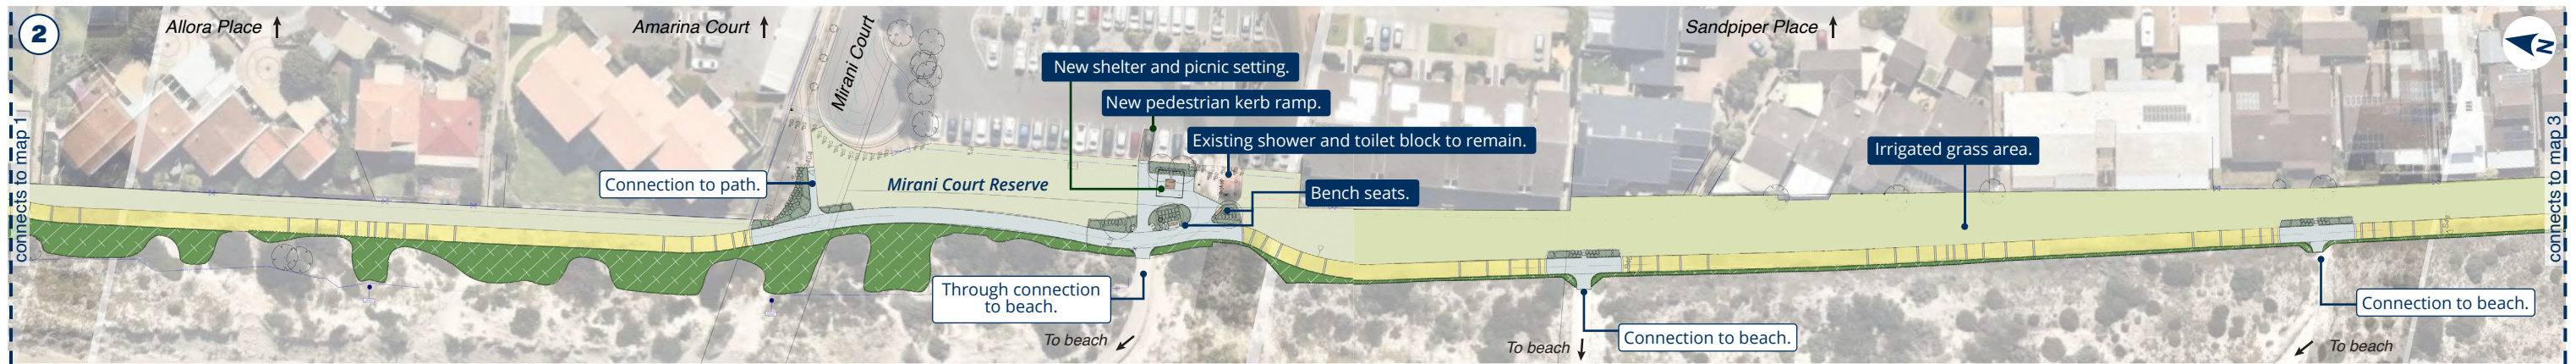 2
Allora Place
Amarina Court
Mirani Court
Sandpiper Place
N
New shelter and picnic setting.
New pedestrian kerb ramp.
Existing shower and toilet block to remain.
Irrigated grass area.
connects to map 1
Connection to path.
Mirani Court Reserve
Bench seats.
connects to map 3
Through connection
to beach.
To beach
Connection to beach.
To beach
Connection to beach.
To beach